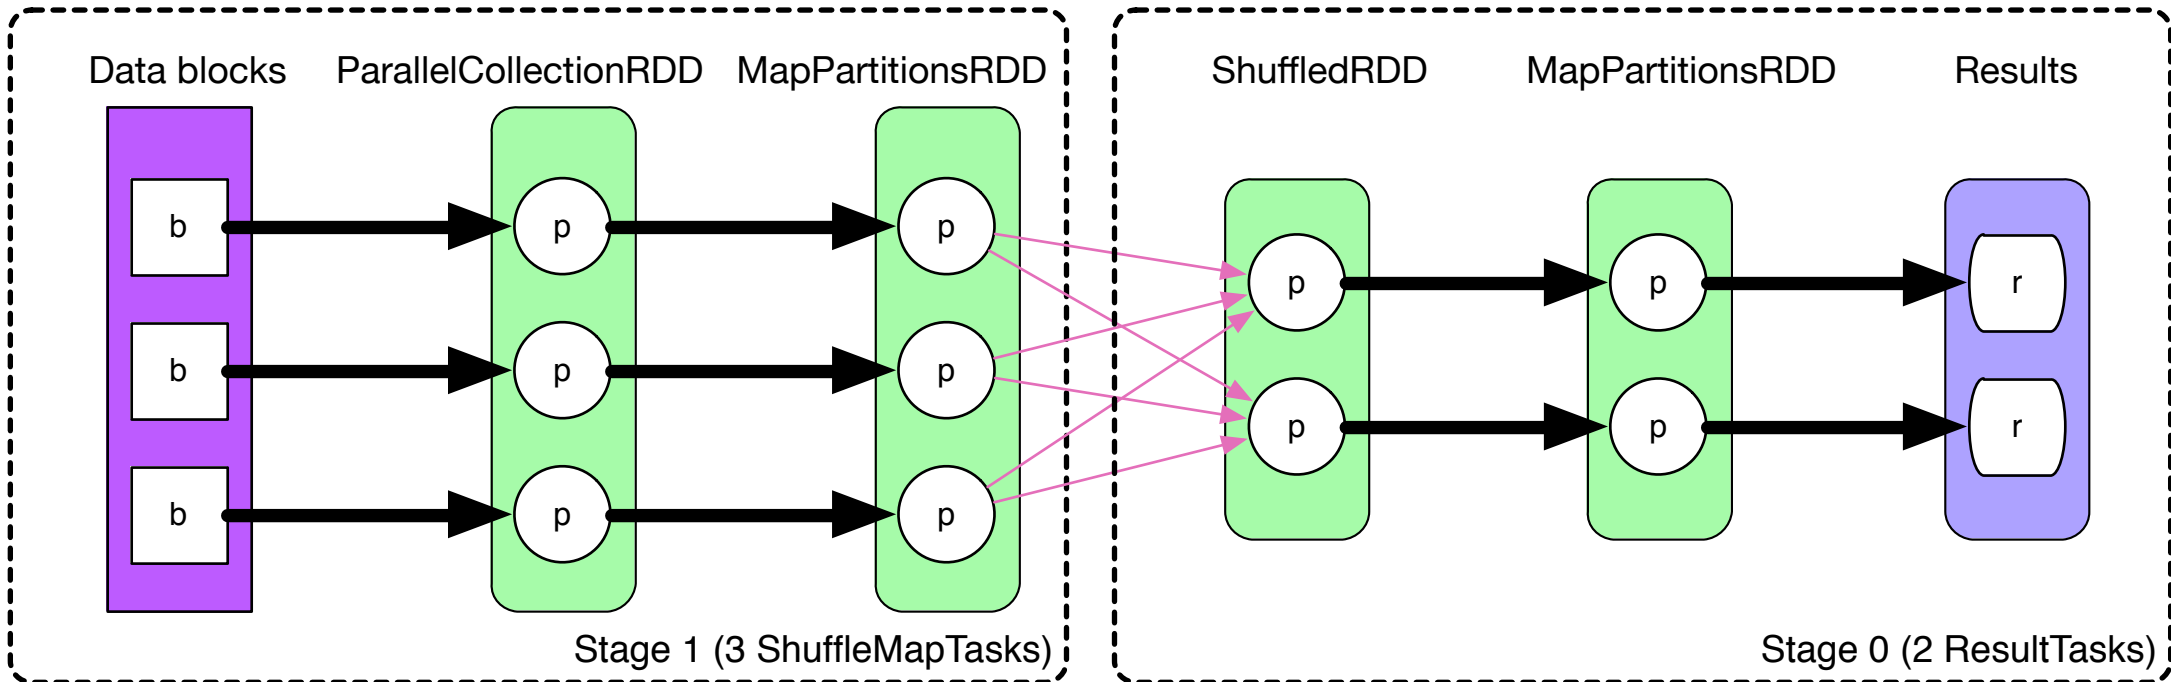 Data blocks ParallelCollectionRDD MapPartitionsRDD ShuffledRDD MapPartitionsRDD Results
b p p
p p r
b p p
p p r
b p p
Stage 1 (3 ShuffleMapTasks) Stage 0 (2 ResultTasks)